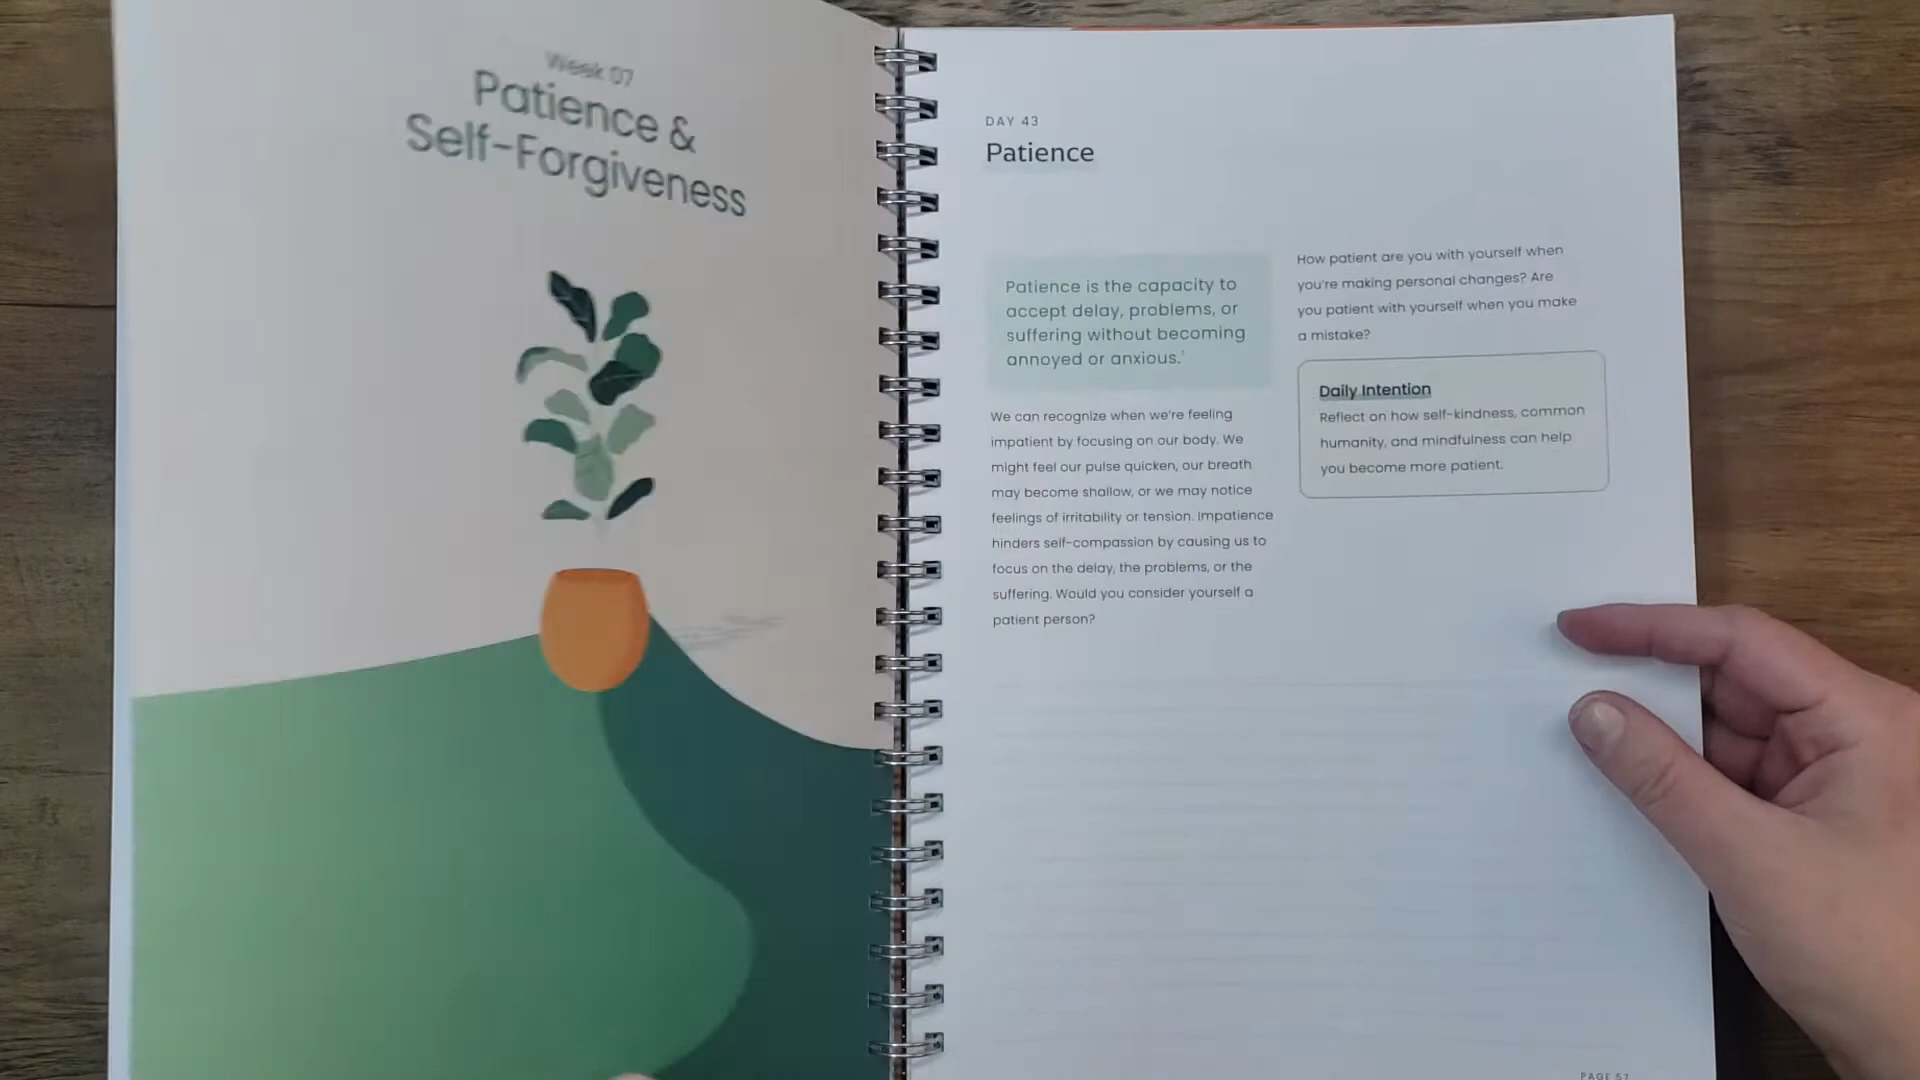 Week 07
Patience &
Self-Forgiveness
DAY 43
Patience
Patience is the capacity to
accept delay, problems, or
suffering without becoming
annoyed or anxious.'
We can recognize when we're feeling
impatient by focusing on our body. We
might feel our pulse quicken, our breath
may become shallow, or we may notice
feelings of irritability or tension. Impatience
hinders self-compassion by causing us to
focus on the delay, the problems, or the
suffering. Would you consider yourself a
patient person?
How patient are you with yourself when
you're making personal changes? Are
you patient with yourself when you make
a mistake?
Daily Intention
Reflect on how self-kindness, common
humanity, and mindfulness can help
you become more patient.
PAGE 57